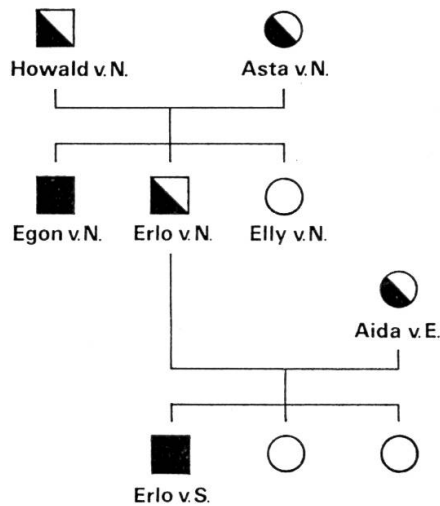 Howald v. N.
Asta v. N.
Egon v. N.
Erlo v. N.
Elly v. N.
Aida v. E.
Erlo v. S.